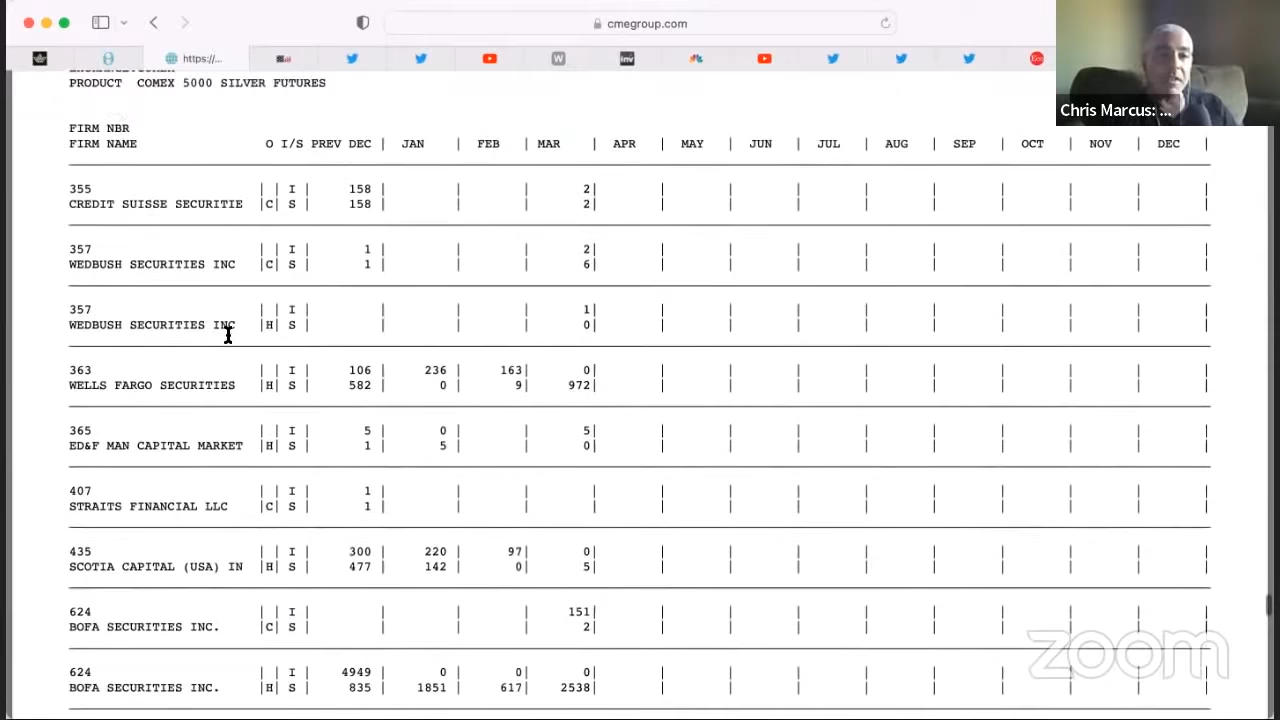 cmegroup.com
https://...
W
inv
Chris Marcus: ...
PRODUCT COMEX 5000 SILVER FUTURES
FIRM NBR
FIRM NAME O I/S PREV DEC | JAN | FEB | MAR | APR | MAY | JUN | JUL | AUG | SEP | OCT | NOV | DEC |
355 | | I | 158 | | | 2| | | | | | | | | |
CREDIT SUISSE SECURITIE |C| S | 158 | | | 2| | | | | | | | | |
357 | | I | 1 | | | 2| | | | | | | | | |
WEDBUSH SECURITIES INC |C| S | 1 | | | 6| | | | | | | | | |
357 | | I | | | | 1| | | | | | | | | |
WEDBUSH SECURITIES INC |H| S | | | | 0| | | | | | | | | |
363 | | I | 106 | 236 | 163| 0| | | | | | | | | |
WELLS FARGO SECURITIES |H| S | 582 | 0 | 9| 972| | | | | | | | | |
365 | | I | 5 | 0 | | 5| | | | | | | | | |
ED&F MAN CAPITAL MARKET |H| S | 1 | 5 | | 0| | | | | | | | | |
407 | | I | 1 | | | | | | | | | | | | |
STRAITS FINANCIAL LLC |C| S | 1 | | | | | | | | | | | | |
435 | | I | 300 | 220 | 97| 0| | | | | | | | | |
SCOTIA CAPITAL (USA) IN |H| S | 477 | 142 | 0| 5| | | | | | | | | |
624 | | I | | | | 151| | | | | | | | | |
BOFA SECURITIES INC. |C| S | | | | 2| | | | | | | | | |
624 | | I | 4949 | 0 | 0| 0| | | | | | | | | |
BOFA SECURITIES INC. |H| S | 835 | 1851 | 617| 2538| | | | | | | | | |
zoom